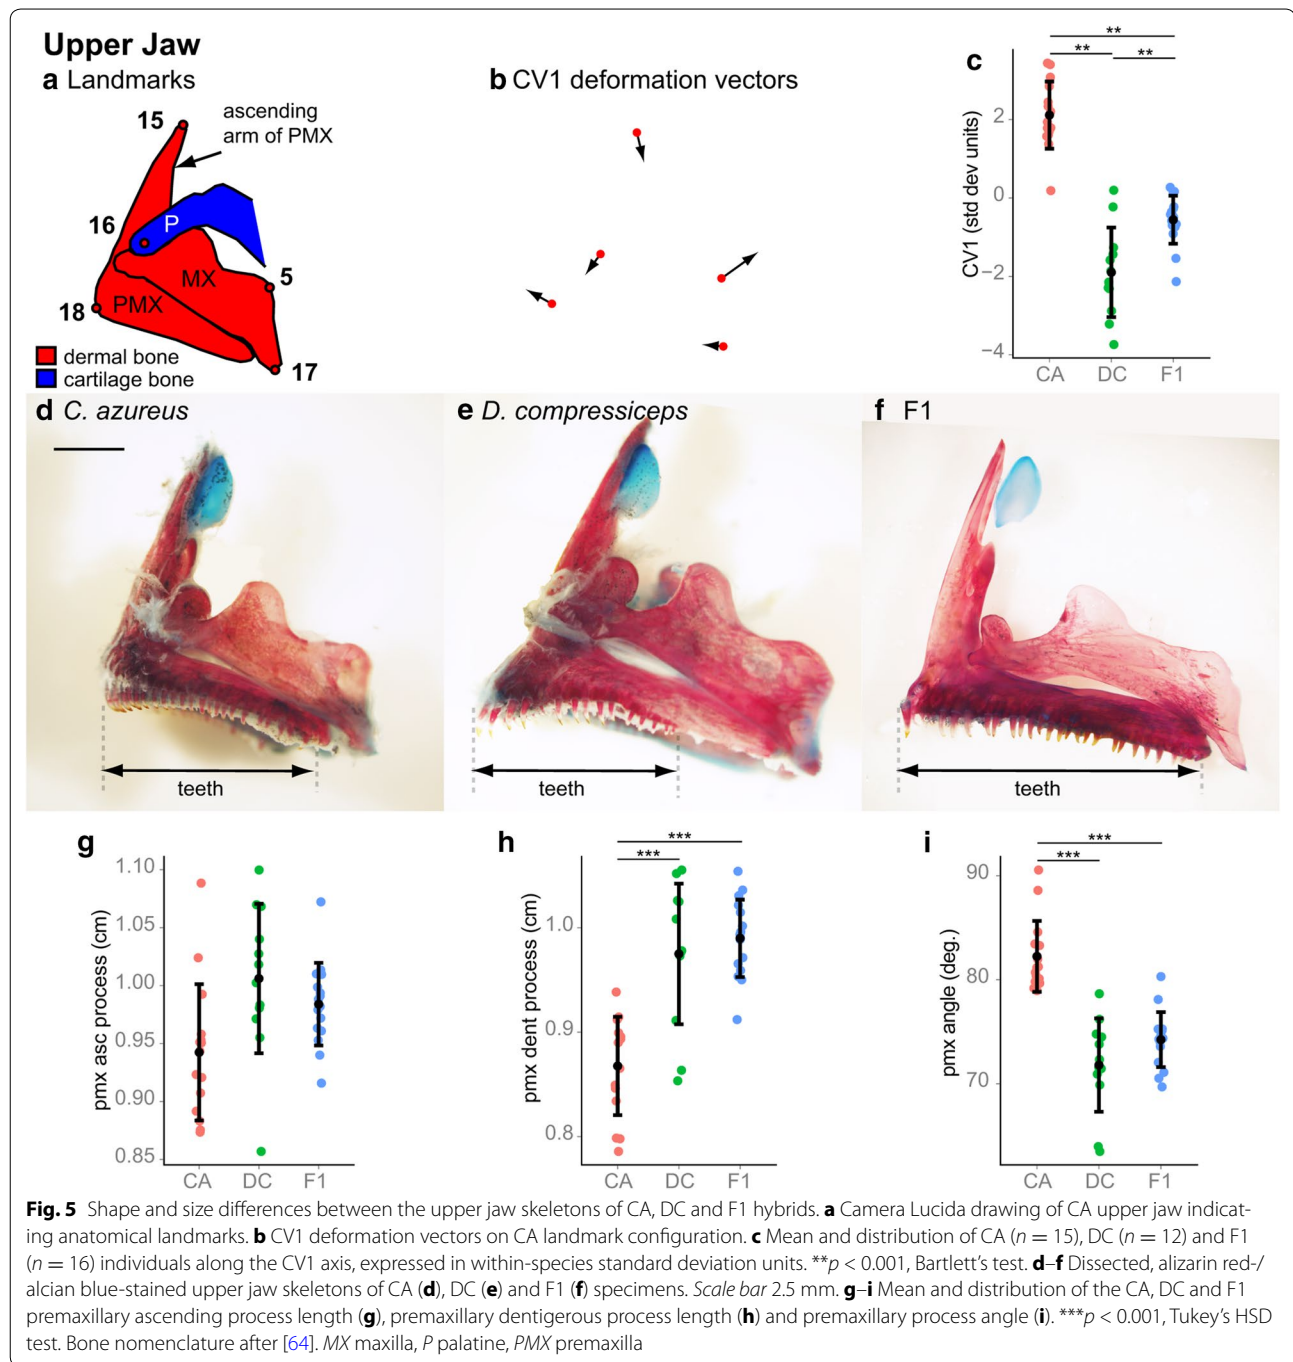 Upper Jaw
a Landmarks
15
ascending
arm of PMX
16
P
MX
5
18
PMX
17
dermal bone
cartilage bone
b CV1 deformation vectors
c
**
**
**
CV1 (std dev units)
2
0
−2
−4
CA DC F1
d C. azureus
teeth
e D. compressiceps
teeth
f F1
teeth
g
pmx asc process (cm)
1.10
1.05
1.00
0.95
0.90
0.85
CA DC F1
h
***
***
pmx dent process (cm)
1.0
0.9
0.8
CA DC F1
i
***
***
pmx angle (deg.)
90
80
70
CA DC F1
Fig. 5 Shape and size differences between the upper jaw skeletons of CA, DC and F1 hybrids. a Camera Lucida drawing of CA upper jaw indicat-
ing anatomical landmarks. b CV1 deformation vectors on CA landmark configuration. c Mean and distribution of CA (n = 15), DC (n = 12) and F1
(n = 16) individuals along the CV1 axis, expressed in within-species standard deviation units. **p < 0.001, Bartlett’s test. d–f Dissected, alizarin red-/
alcian blue-stained upper jaw skeletons of CA (d), DC (e) and F1 (f) specimens. Scale bar 2.5 mm. g–i Mean and distribution of the CA, DC and F1
premaxillary ascending process length (g), premaxillary dentigerous process length (h) and premaxillary process angle (i). ***p < 0.001, Tukey’s HSD
test. Bone nomenclature after [64]. MX maxilla, P palatine, PMX premaxilla